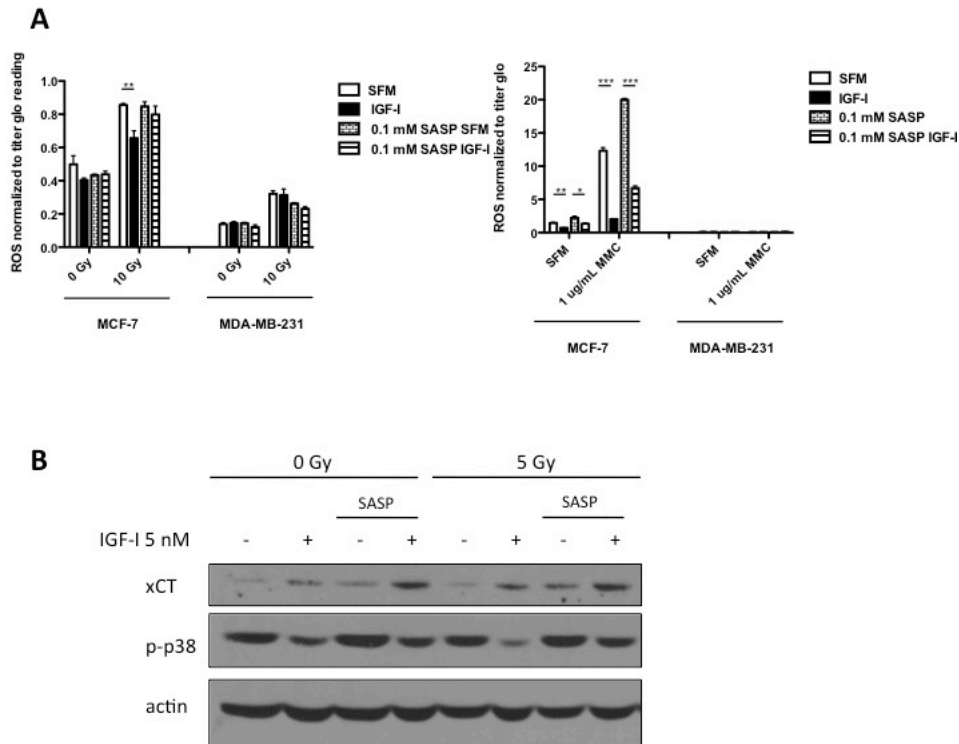 A
ROS normalized to titer glo reading
1.0
0.8
0.6
0.4
0.2
0.0
**
SFM
IGF-I
0.1 mM SASP SFM
0.1 mM SASP IGF-I
0 Gy
10 Gy
0 Gy
10 Gy
MCF-7
MDA-MB-231
ROS normalized to titer glo
25
20
15
10
5
0
**
*
***
***
SFM
IGF-I
0.1 mM SASP
0.1 mM SASP IGF-I
SFM
1 ug/mL MMC
SFM
1 ug/mL MMC
MCF-7
MDA-MB-231
B
0 Gy
5 Gy
SASP
SASP
IGF-I 5 nM - + - + - + - +
xCT
p-p38
actin